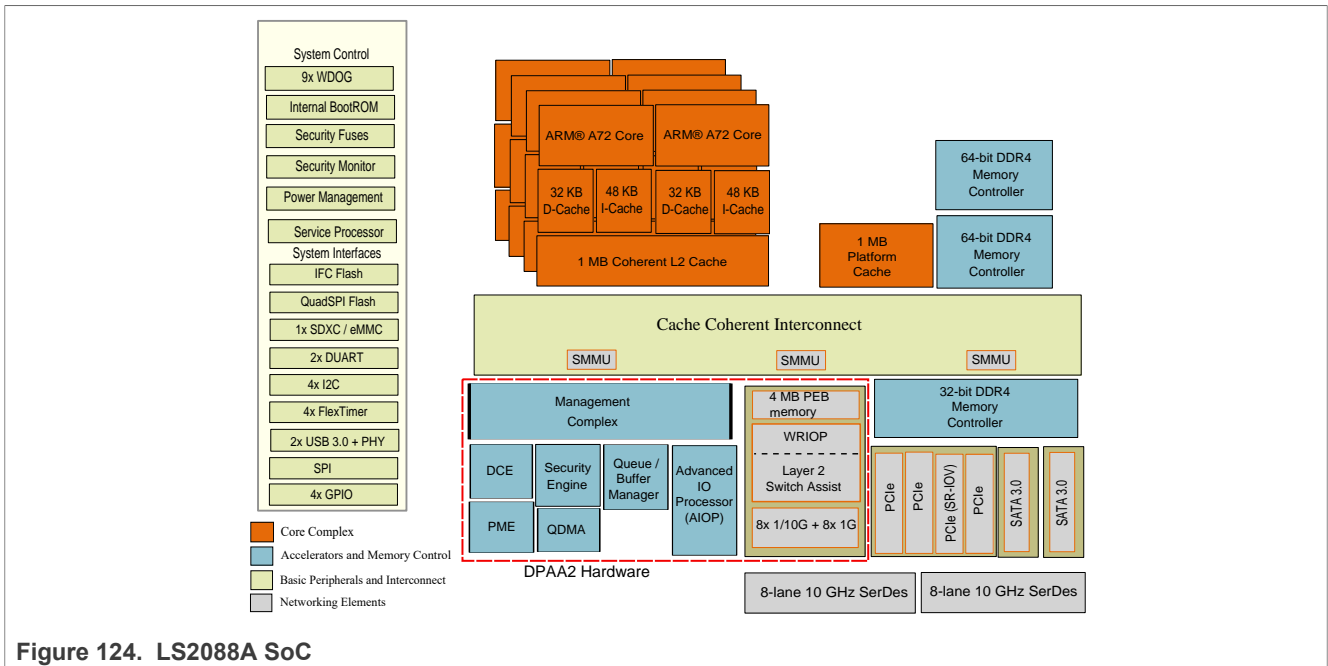 System Control
9x WDOG
Internal BootROM
Security Fuses
Security Monitor
Power Management
Service Processor
System Interfaces
IFC Flash
QuadSPI Flash
1x SDXC / eMMC
2x DUART
4x I2C
4x FlexTimer
2x USB 3.0 + PHY
SPI
4x GPIO
Core Complex
Accelerators and Memory Control
Basic Peripherals and Interconnect
Networking Elements
ARM® A72 Core
ARM® A72 Core
32 KB
D-Cache
48 KB
I-Cache
32 KB
D-Cache
48 KB
I-Cache
1 MB Coherent L2 Cache
1 MB
Platform
Cache
64-bit DDR4
Memory
Controller
64-bit DDR4
Memory
Controller
Cache Coherent Interconnect
SMMU
SMMU
SMMU
Management
Complex
DCE
Security
Engine
Queue /
Buffer
Manager
Advanced
IO
Processor
(AIOP)
PME
QDMA
DPAA2 Hardware
4 MB PEB
memory
WRIOP
Layer 2
Switch Assist
8x 1/10G + 8x 1G
32-bit DDR4
Memory
Controller
PCIe
PCIe
PCIe (SR-IOV)
PCIe
SATA 3.0
SATA 3.0
8-lane 10 GHz SerDes
8-lane 10 GHz SerDes
Figure 124. LS2088A SoC